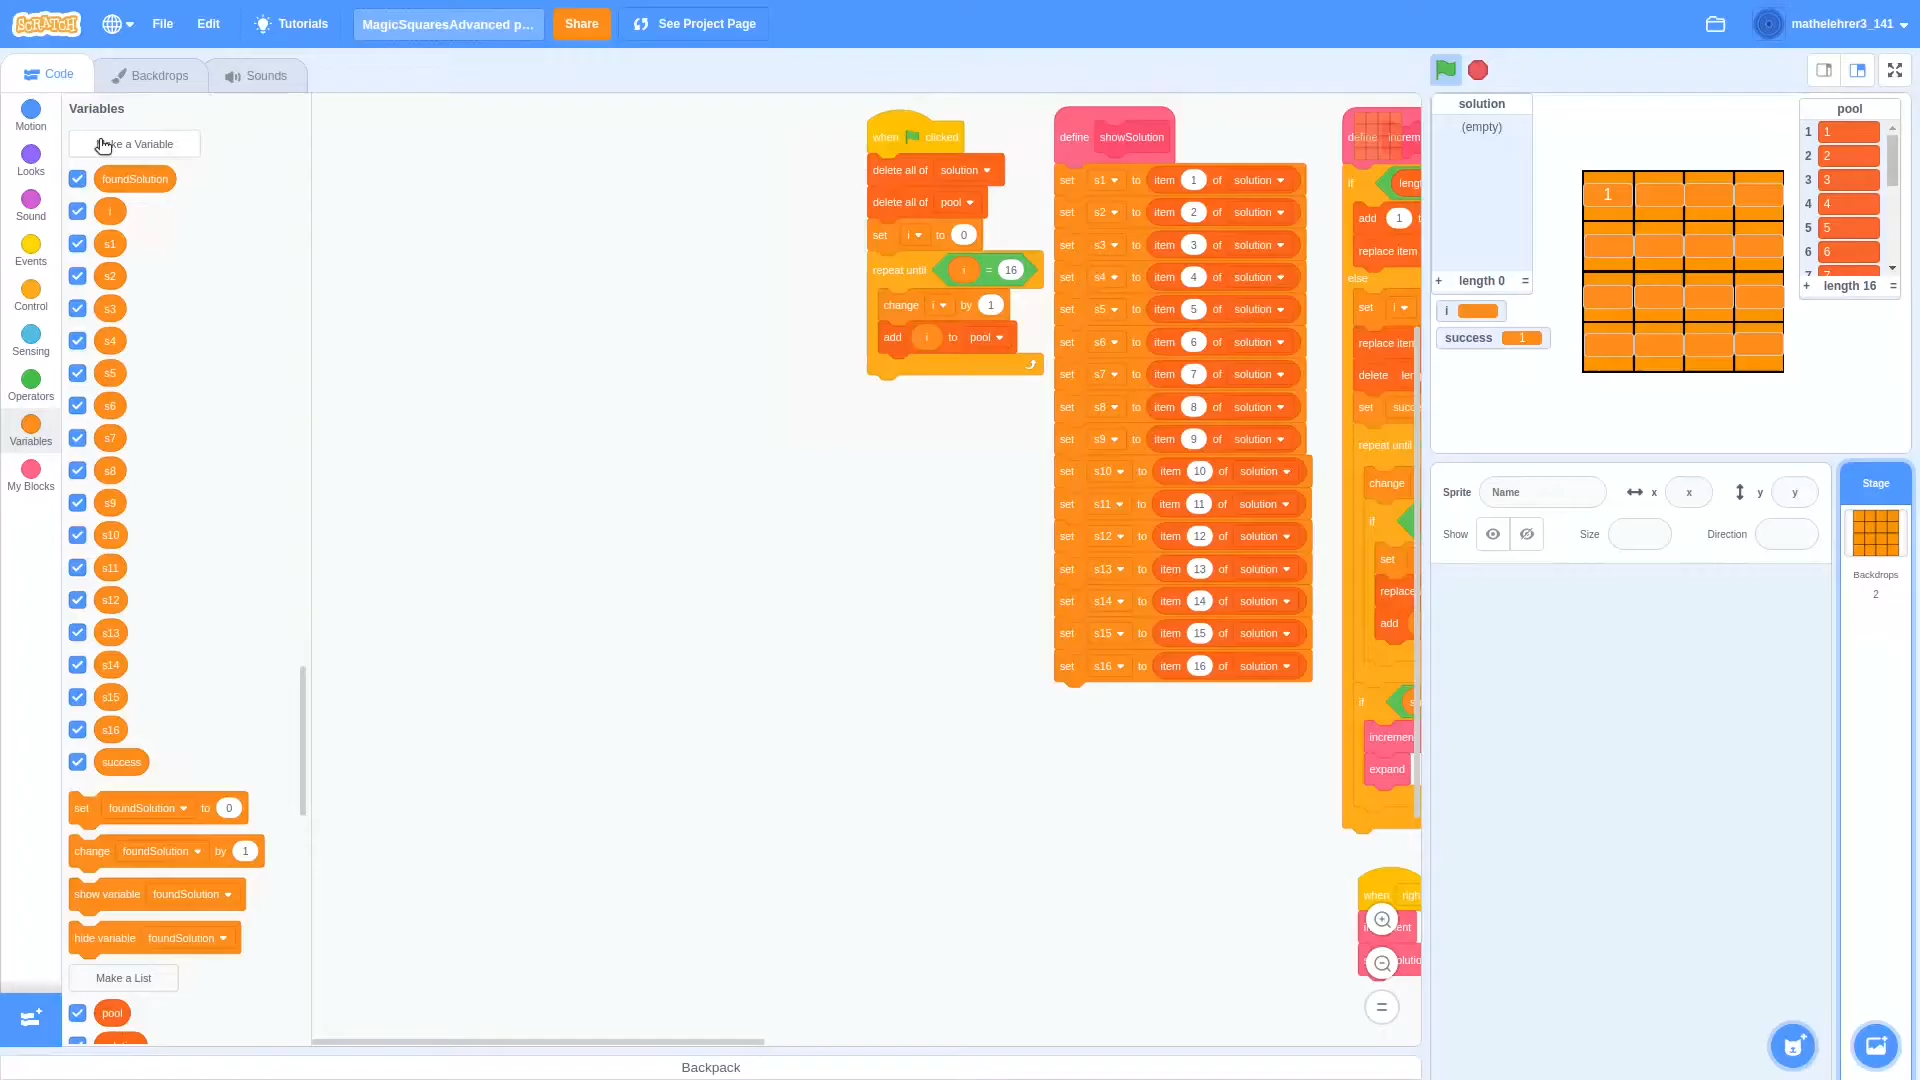 SCRATCH
File
Edit
Tutorials
MagicSquaresAdvanced p...
Share
See Project Page
mathelehrer3_141
Code
Backdrops
Sounds
Motion
Looks
Sound
Events
Control
Sensing
Operators
Variables
My Blocks
Variables
e a Variable
foundSolution
i
s1
s2
s3
s4
s5
s6
s7
s8
s9
s10
s11
s12
s13
s14
s15
s16
success
set foundSolution to 0
change foundSolution by 1
show variable foundSolution
hide variable foundSolution
Make a List
pool
when clicked
delete all of solution
delete all of pool
set i to 0
repeat until i = 16
change i by 1
add i to pool
define showSolution
set s1 to item 1 of solution
set s2 to item 2 of solution
set s3 to item 3 of solution
set s4 to item 4 of solution
set s5 to item 5 of solution
set s6 to item 6 of solution
set s7 to item 7 of solution
set s8 to item 8 of solution
set s9 to item 9 of solution
set s10 to item 10 of solution
set s11 to item 11 of solution
set s12 to item 12 of solution
set s13 to item 13 of solution
set s14 to item 14 of solution
set s15 to item 15 of solution
set s16 to item 16 of solution
define increm
if leng
add 1 t
replace item
else
set i
replace item
delete len
set succ
repeat until
change
if
set
replace
add
if s
incremen
expand
when righ
solution
(empty)
+ length 0 =
i
success 1
1
pool
1 1
2 2
3 3
4 4
5 5
6 6
7 7
+ length 16 =
Sprite Name x x y y
Show Size Direction
Stage
Backdrops
2
Backpack